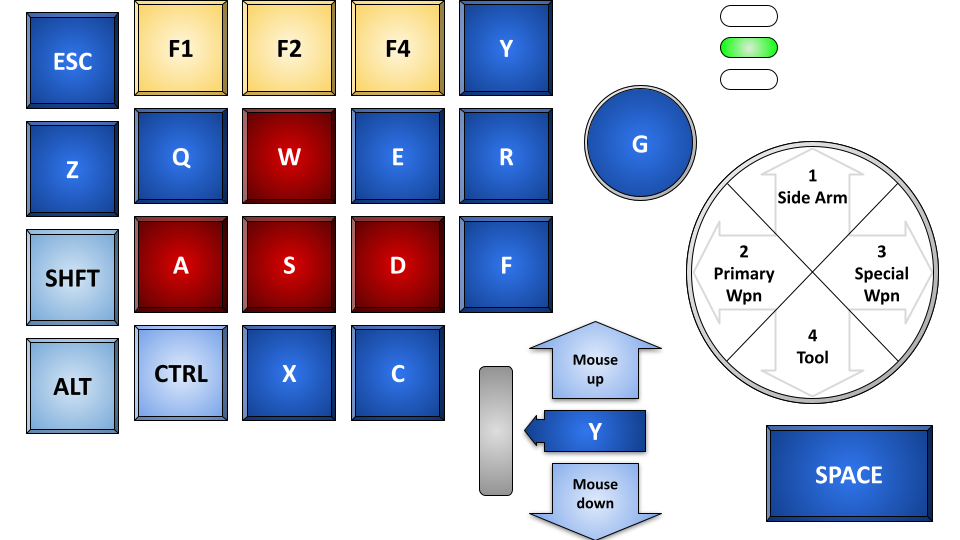 ESC
F1
F2
F4
Y
Z
Q
W
E
R
G
SHFT
A
S
D
F
ALT
CTRL
X
C
1
Side Arm
2
Primary
Wpn
3
Special
Wpn
4
Tool
Mouse
up
Y
Mouse
down
SPACE